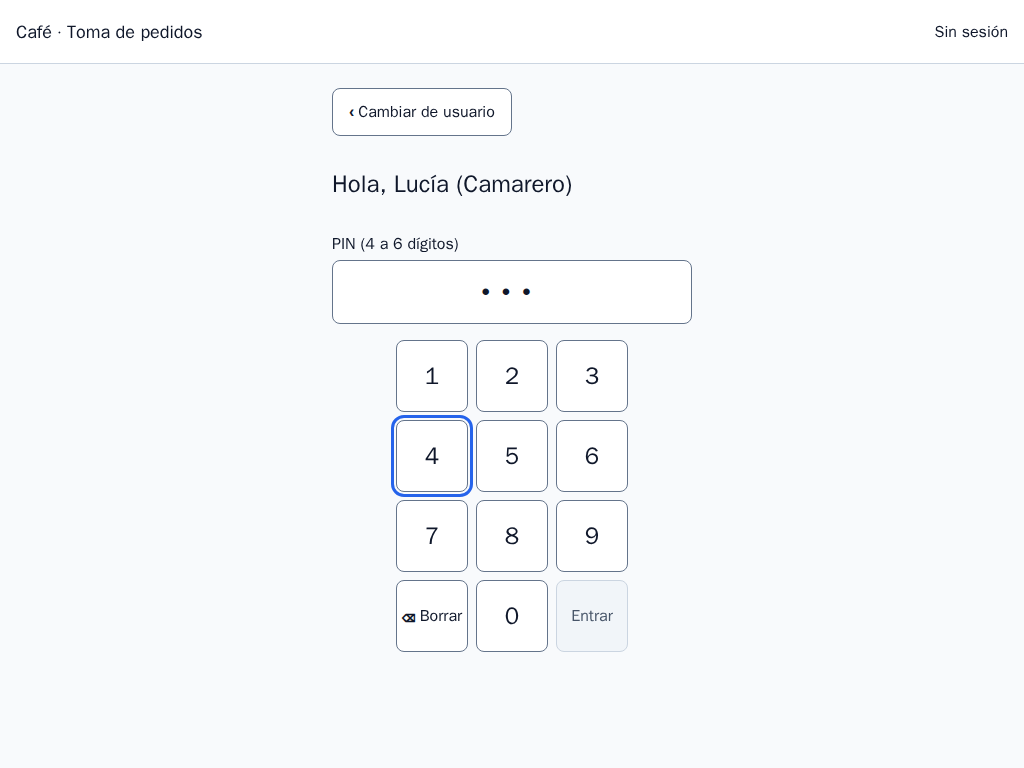 Café · Toma de pedidos
Sin sesión
‹ Cambiar de usuario
Hola, Lucía (Camarero)
PIN (4 a 6 dígitos)
• • •
1 2 3
4 5 6
7 8 9
⌫ Borrar 0 Entrar